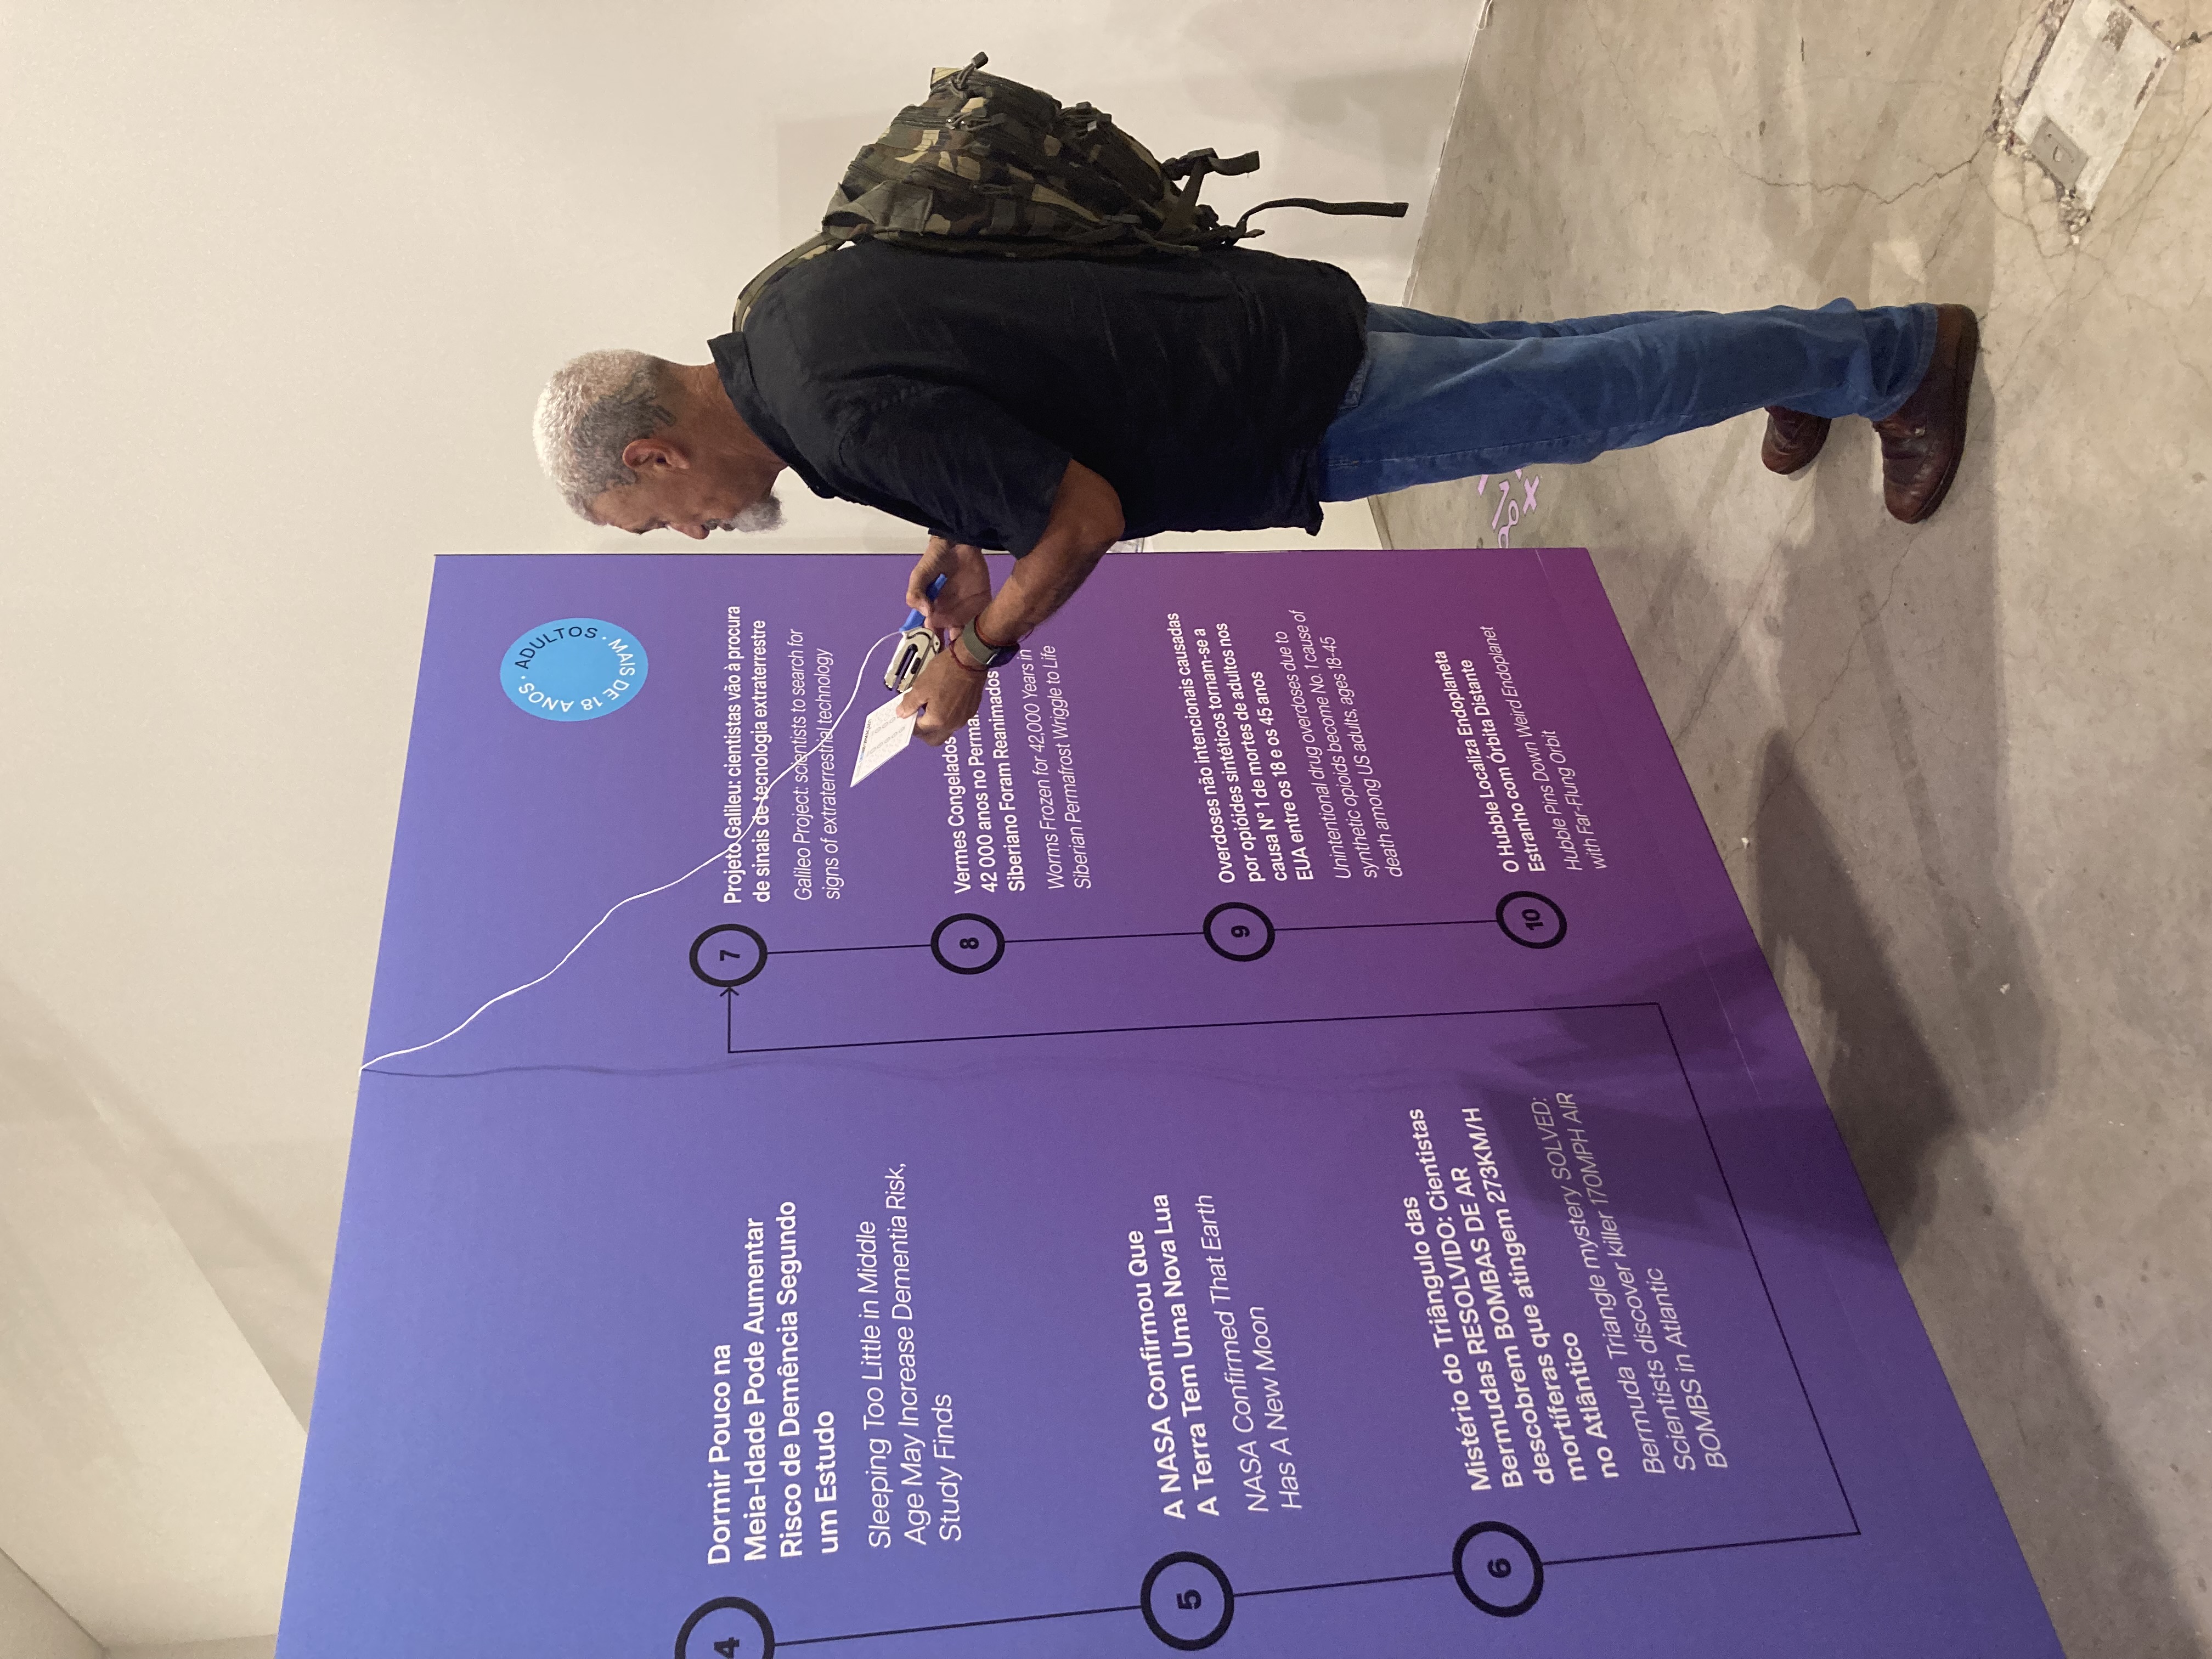 ADULTOS · MAIS DE 18 ANOS ·
4
Dormir Pouco na
Meia-Idade Pode Aumentar
Risco de Demência Segundo
um Estudo
Sleeping Too Little in Middle
Age May Increase Dementia Risk,
Study Finds
5
A NASA Confirmou Que
A Terra Tem Uma Nova Lua
NASA Confirmed That Earth
Has A New Moon
6
Mistério do Triângulo das
Bermudas RESOLVIDO: Cientistas
descobrem BOMBAS DE AR
mortíferas que atingem 273KM/H
no Atlântico
Bermuda Triangle mystery SOLVED:
Scientists discover killer 170MPH AIR
BOMBS in Atlantic
7
Projeto Galileu: cientistas vão à procura
de sinais de tecnologia extraterrestre
Galileo Project: scientists to search for
signs of extraterrestrial technology
8
Vermes Congelados
42 000 anos no
Siberiano Foram Reanimados
Worms Frozen for 42,000 Years in
Siberian Permafrost Wriggle to Life
9
Overdoses não intencionais causadas
por opióides sintéticos tornam-se a
causa Nº 1 de mortes de adultos nos
EUA entre os 18 e os 45 anos
Unintentional drug overdoses due to
synthetic opioids become No. 1 cause of
death among US adults, ages 18-45
10
O Hubble Localiza Endoplaneta
Estranho com Órbita Distante
Hubble Pins Down Weird Endoplanet
with Far-Flung Orbit